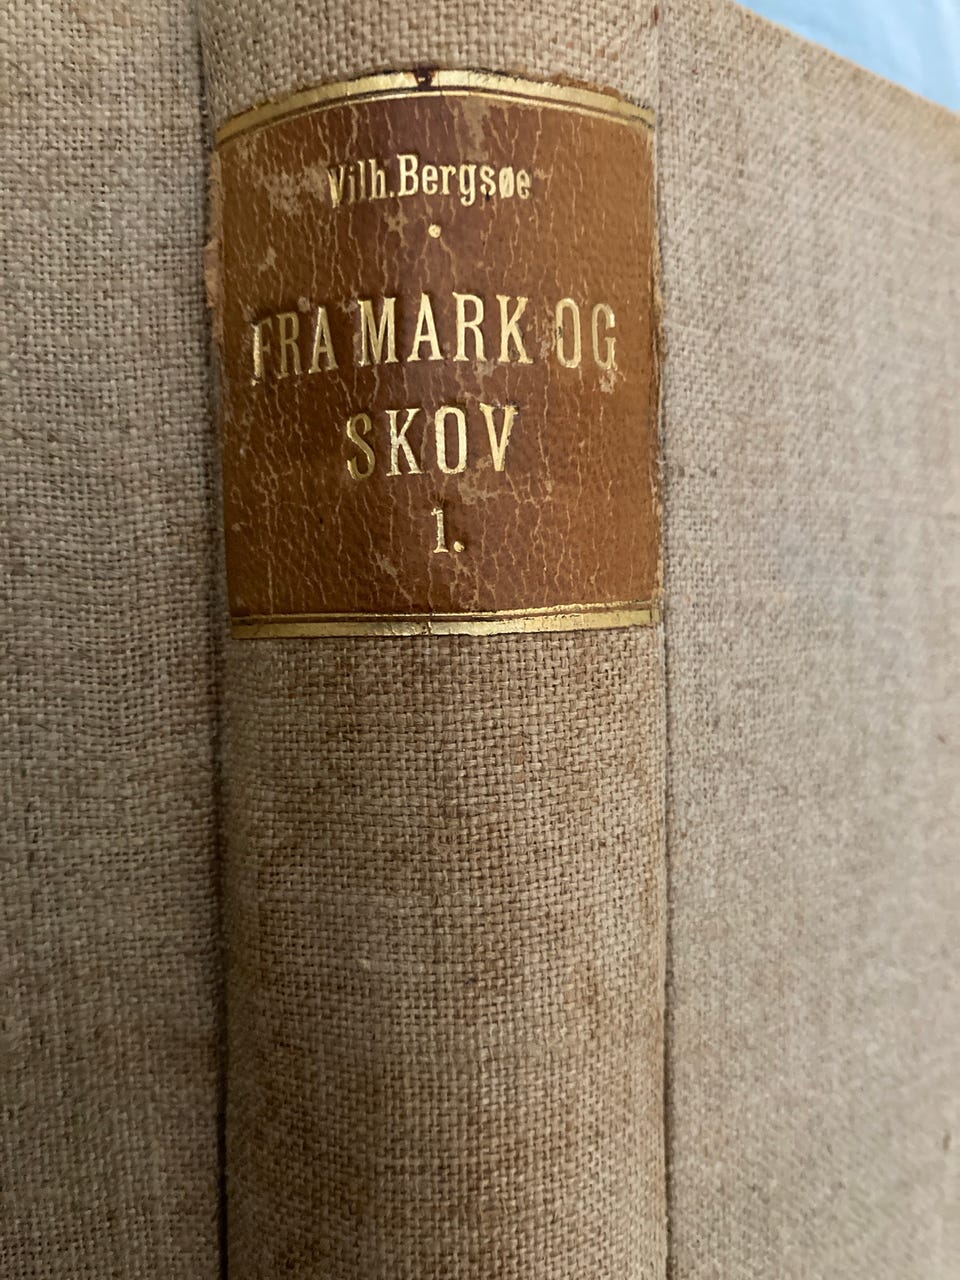 Vilh. Bergsøe
FRA MARK OG
SKOV
1.